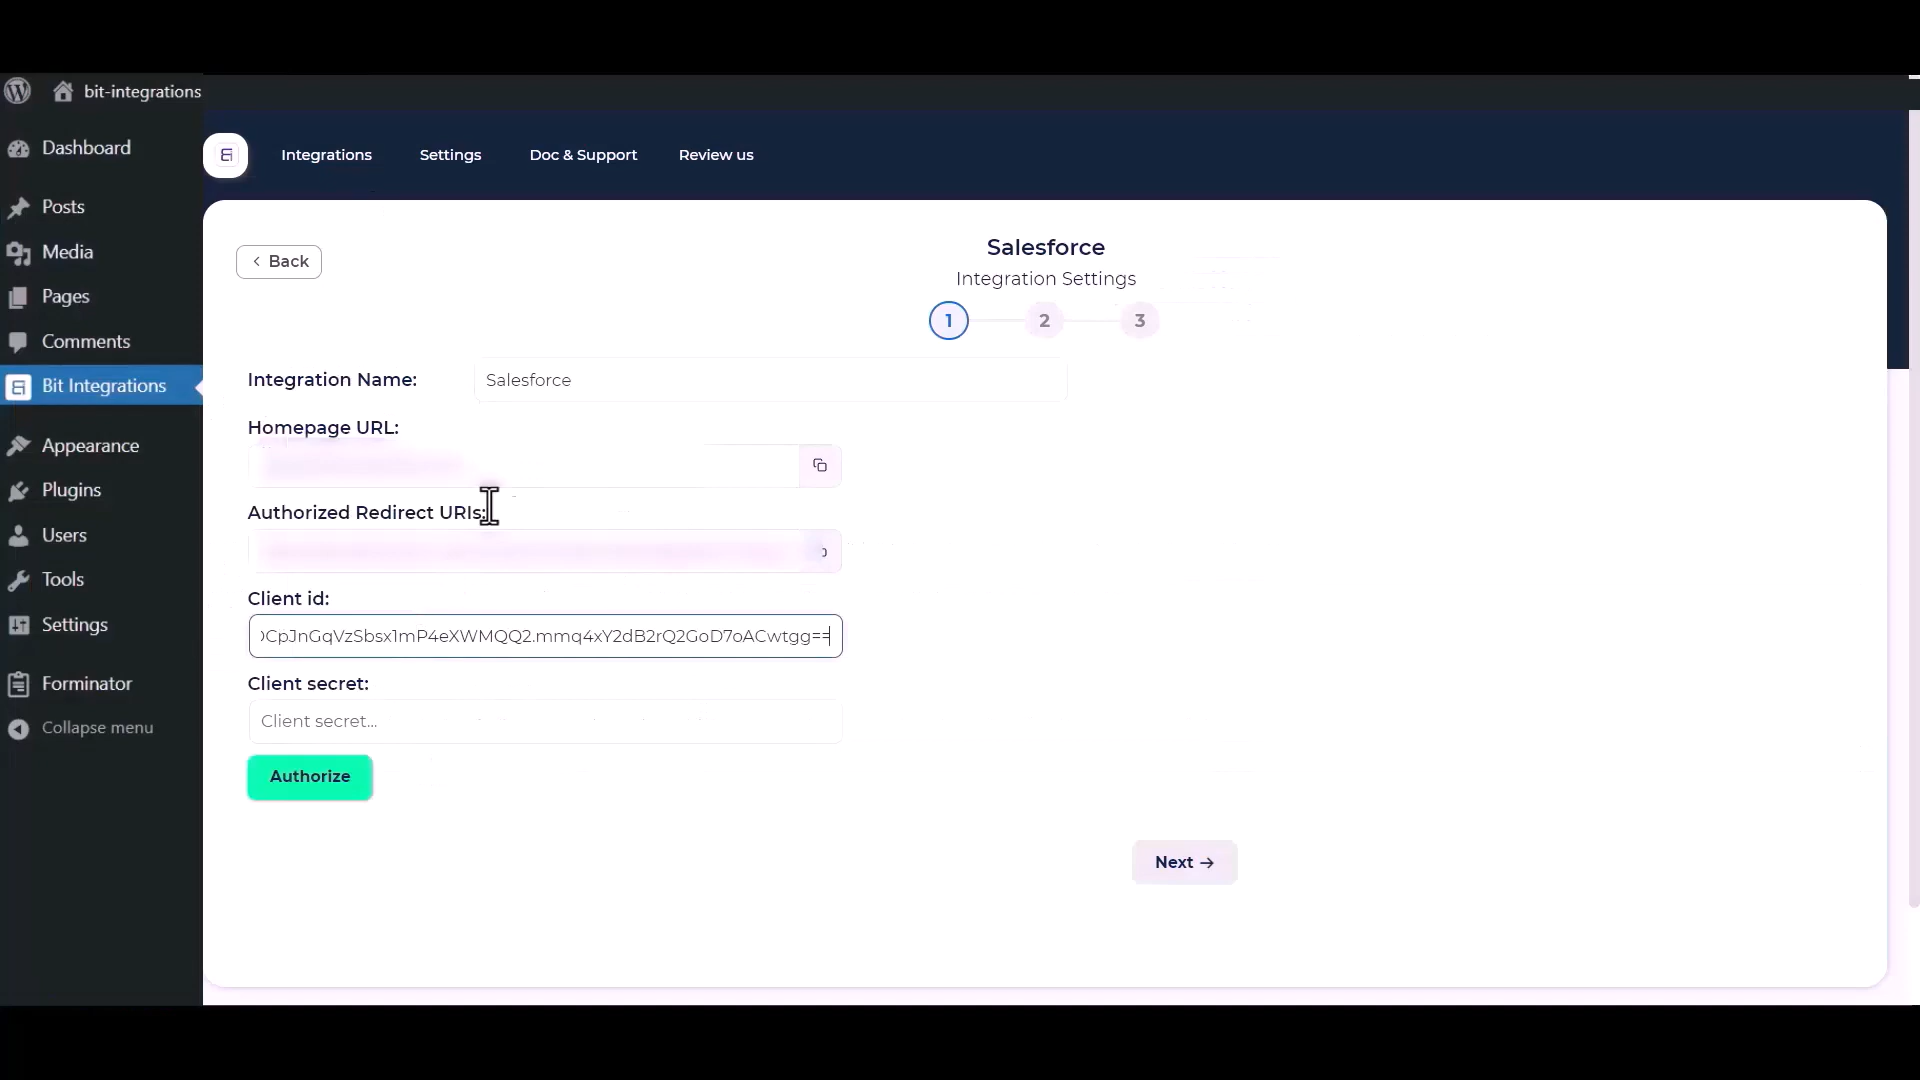 bit-integrations
Dashboard
Posts
Media
Pages
Comments
Bit Integrations
Appearance
Plugins
Users
Tools
Settings
Forminator
Collapse menu
Integrations Settings Doc & Support Review us
Back
Salesforce
Integration Settings
1 2 3
Integration Name: Salesforce
Homepage URL:
Authorized Redirect URIs:
Client id:
CpJnGqVzSbsx1mP4eXWMQQ2.mmq4xY2dB2rQ2GoD7oACwtgg==
Client secret:
Client secret...
Authorize
Next →